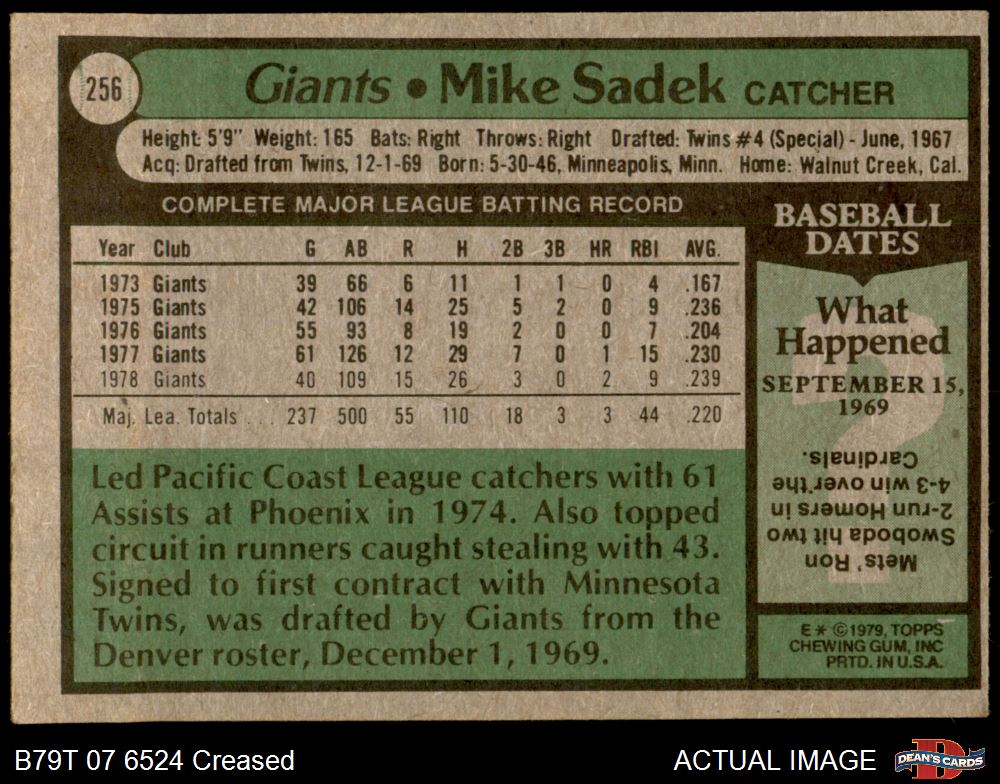 256
Giants • Mike Sadek CATCHER
Height: 5'9" Weight: 165 Bats: Right Throws: Right Drafted: Twins #4 (Special) - June, 1967
Acq: Drafted from Twins, 12-1-69 Born: 5-30-46, Minneapolis, Minn. Home: Walnut Creek, Cal.
COMPLETE MAJOR LEAGUE BATTING RECORD
Year Club G AB R H 2B 3B HR RBI AVG.
1973 Giants 39 66 6 11 1 1 0 4 .167
1975 Giants 42 106 14 25 5 2 0 9 .236
1976 Giants 55 93 8 19 2 0 0 7 .204
1977 Giants 61 126 12 29 7 0 1 15 .230
1978 Giants 40 109 15 26 3 0 2 9 .239
Maj. Lea. Totals . . . 237 500 55 110 18 3 3 44 .220
Led Pacific Coast League catchers with 61
Assists at Phoenix in 1974. Also topped
circuit in runners caught stealing with 43.
Signed to first contract with Minnesota
Twins, was drafted by Giants from the
Denver roster, December 1, 1969.
BASEBALL
DATES
What
Happened
SEPTEMBER 15,
1969
Mets' Ron
Swoboda hit two
2-run Homers in
4-3 win over the
Cardinals.
E * © 1979, TOPPS
CHEWING GUM, INC
PRTD. IN U.S.A.
B79T 07 6524 Creased
ACTUAL IMAGE
DEAN'S CARDS